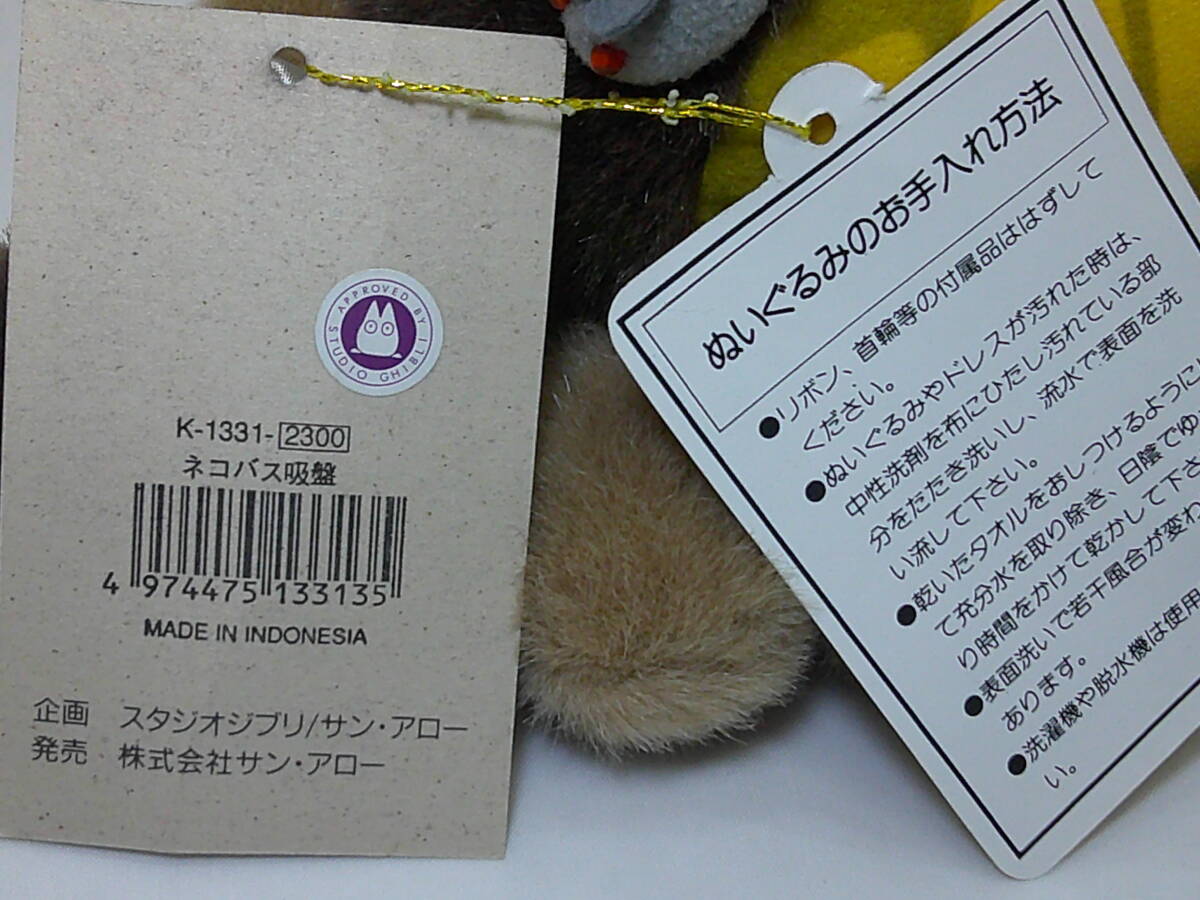 APPROVED BY
STUDIO GHIBLI
K-1331-2300
ネコバス吸盤
4 974475 133135
MADE IN INDONESIA
企画 スタジオジブリ/サン・アロー
発売 株式会社サン・アロー
ぬいぐるみのお手入れ方法
●リボン、首輪等の付属品ははずして
ください。
●ぬいぐるみやドレスが汚れた時は、
中性洗剤を布にひたし汚れている部
分をたたき洗いし、流水で表面を洗
い流して下さい。
●乾いたタオルをおしつけるように
て充分水を取り除き、日陰でゆ
り時間をかけて乾かして下さ
●表面洗いで若干風合が変わ
あります。
●洗濯機や脱水機は使用
い。